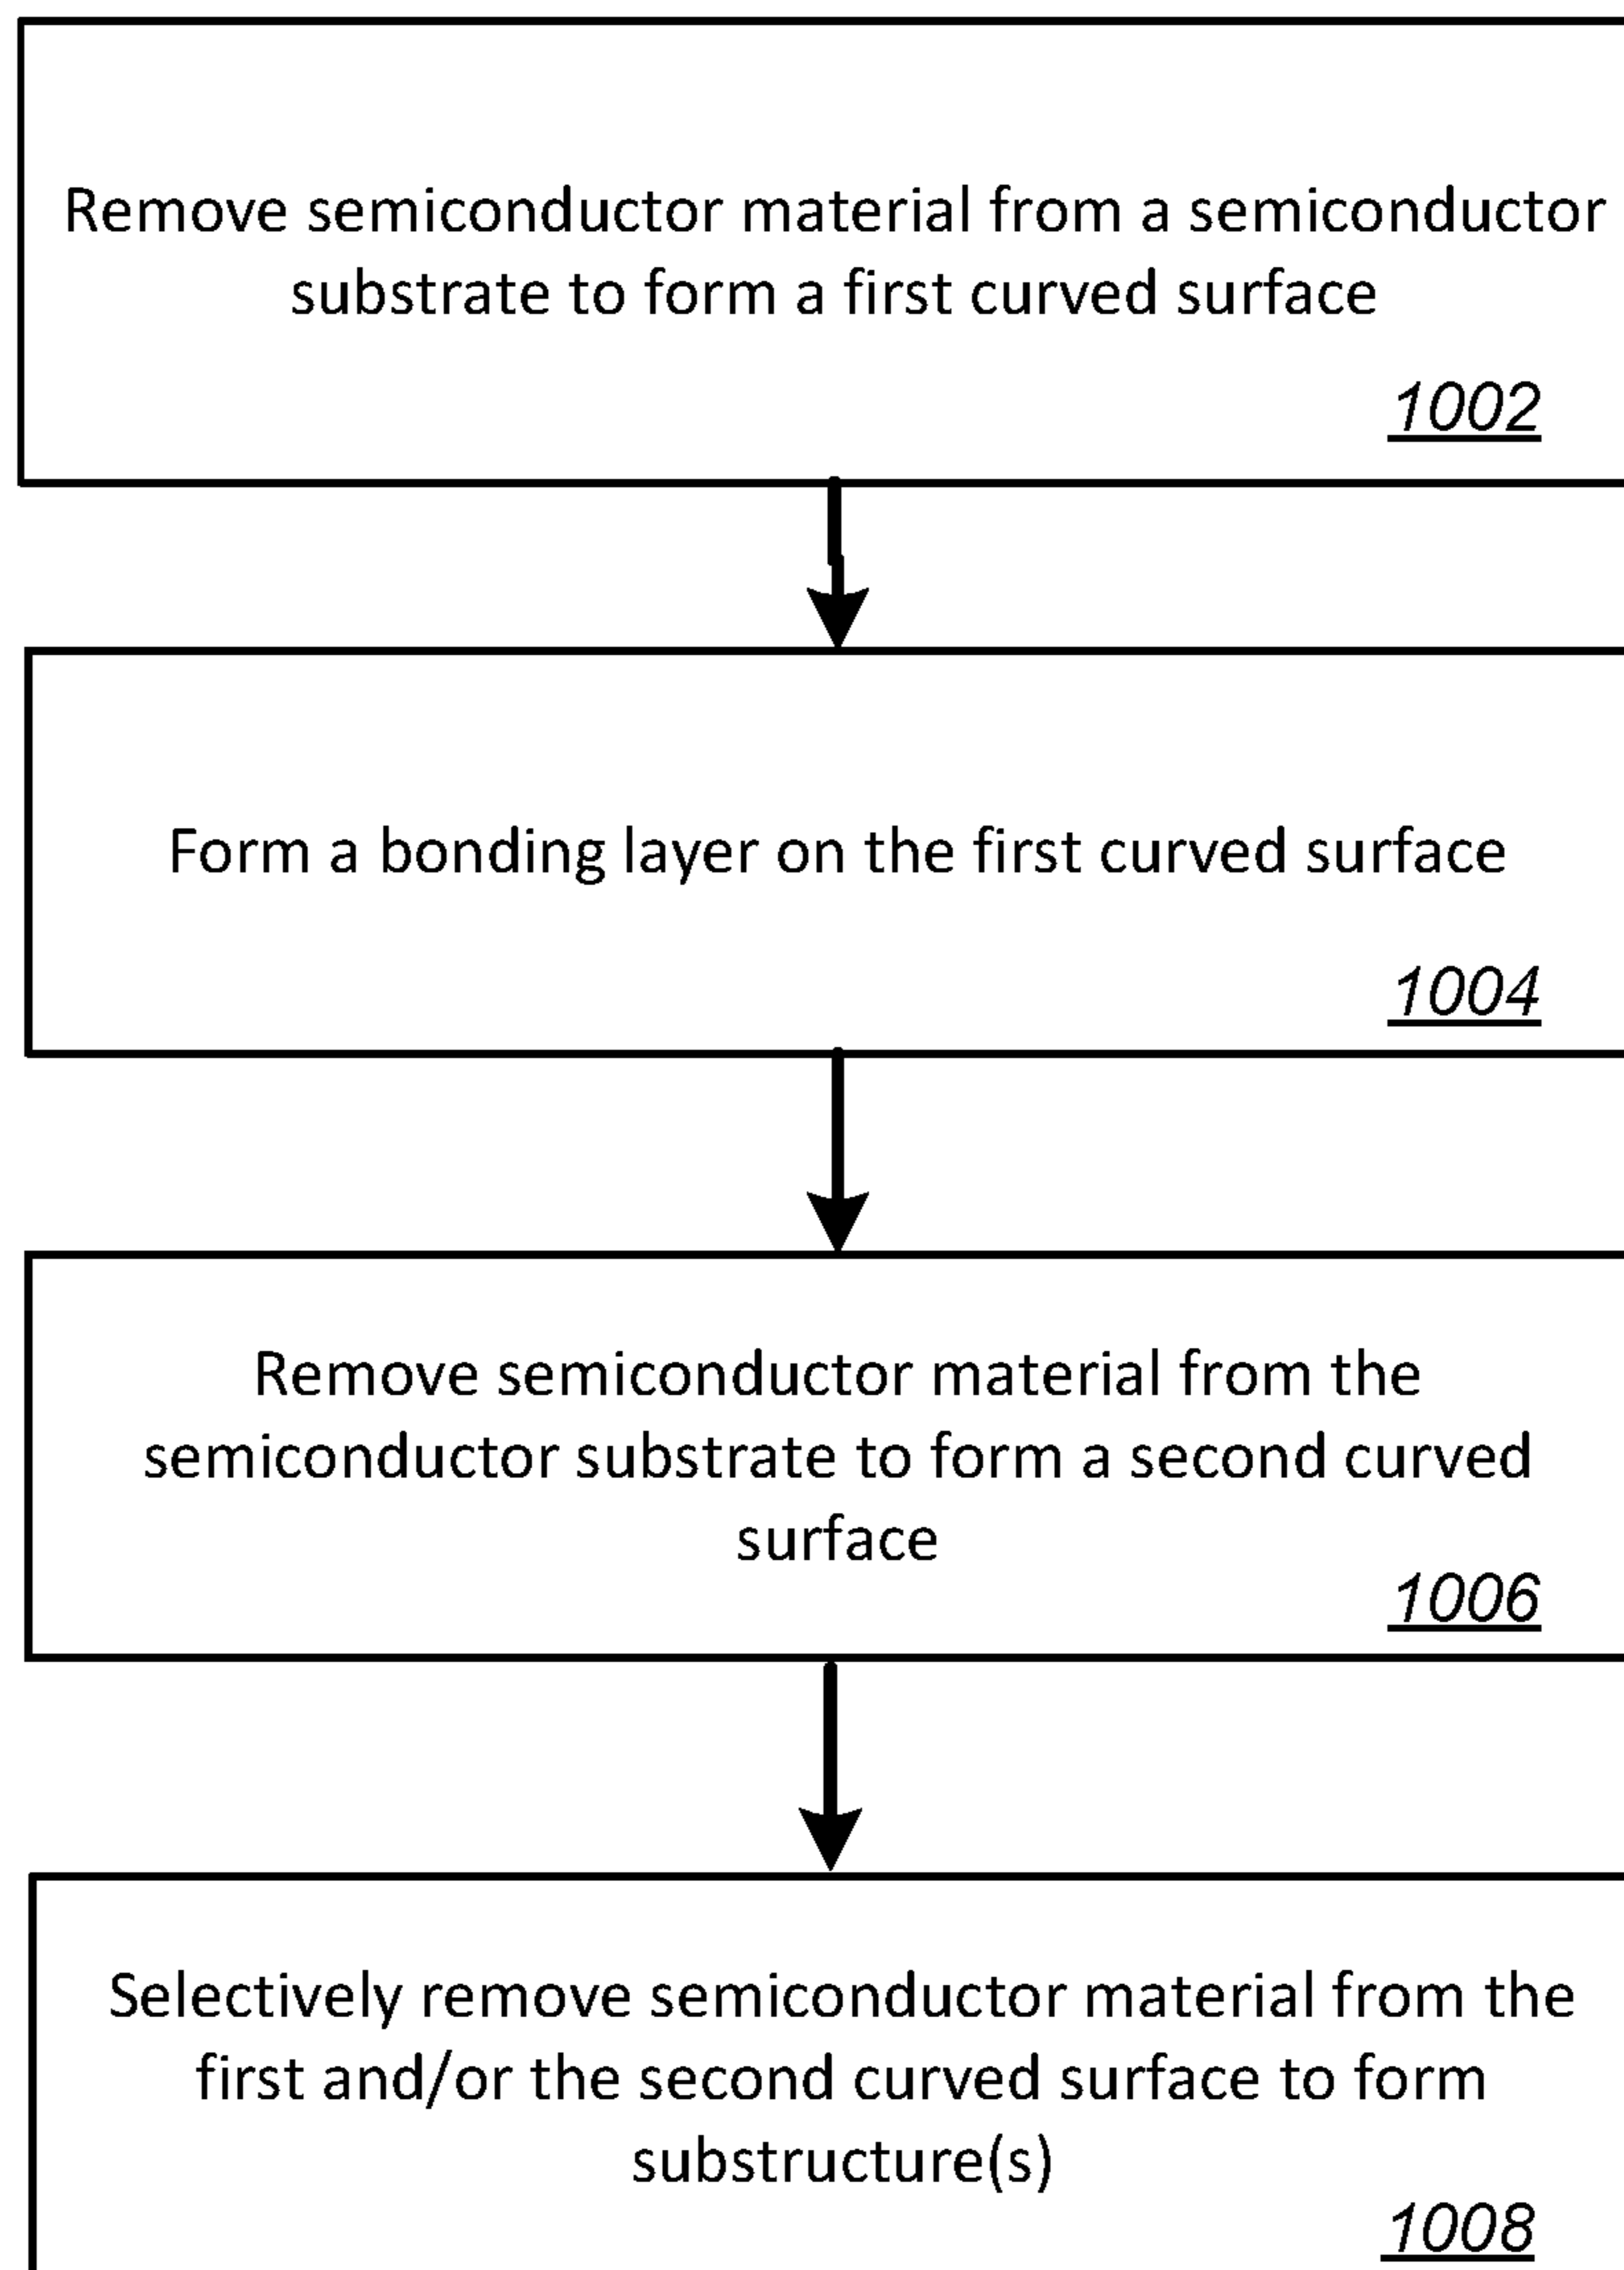 Remove semiconductor material from a semiconductor
substrate to form a first curved surface
1002
Form a bonding layer on the first curved surface
1004
Remove semiconductor material from the
semiconductor substrate to form a second curved
surface
1006
Selectively remove semiconductor material from the
first and/or the second curved surface to form
substructure(s)
1008